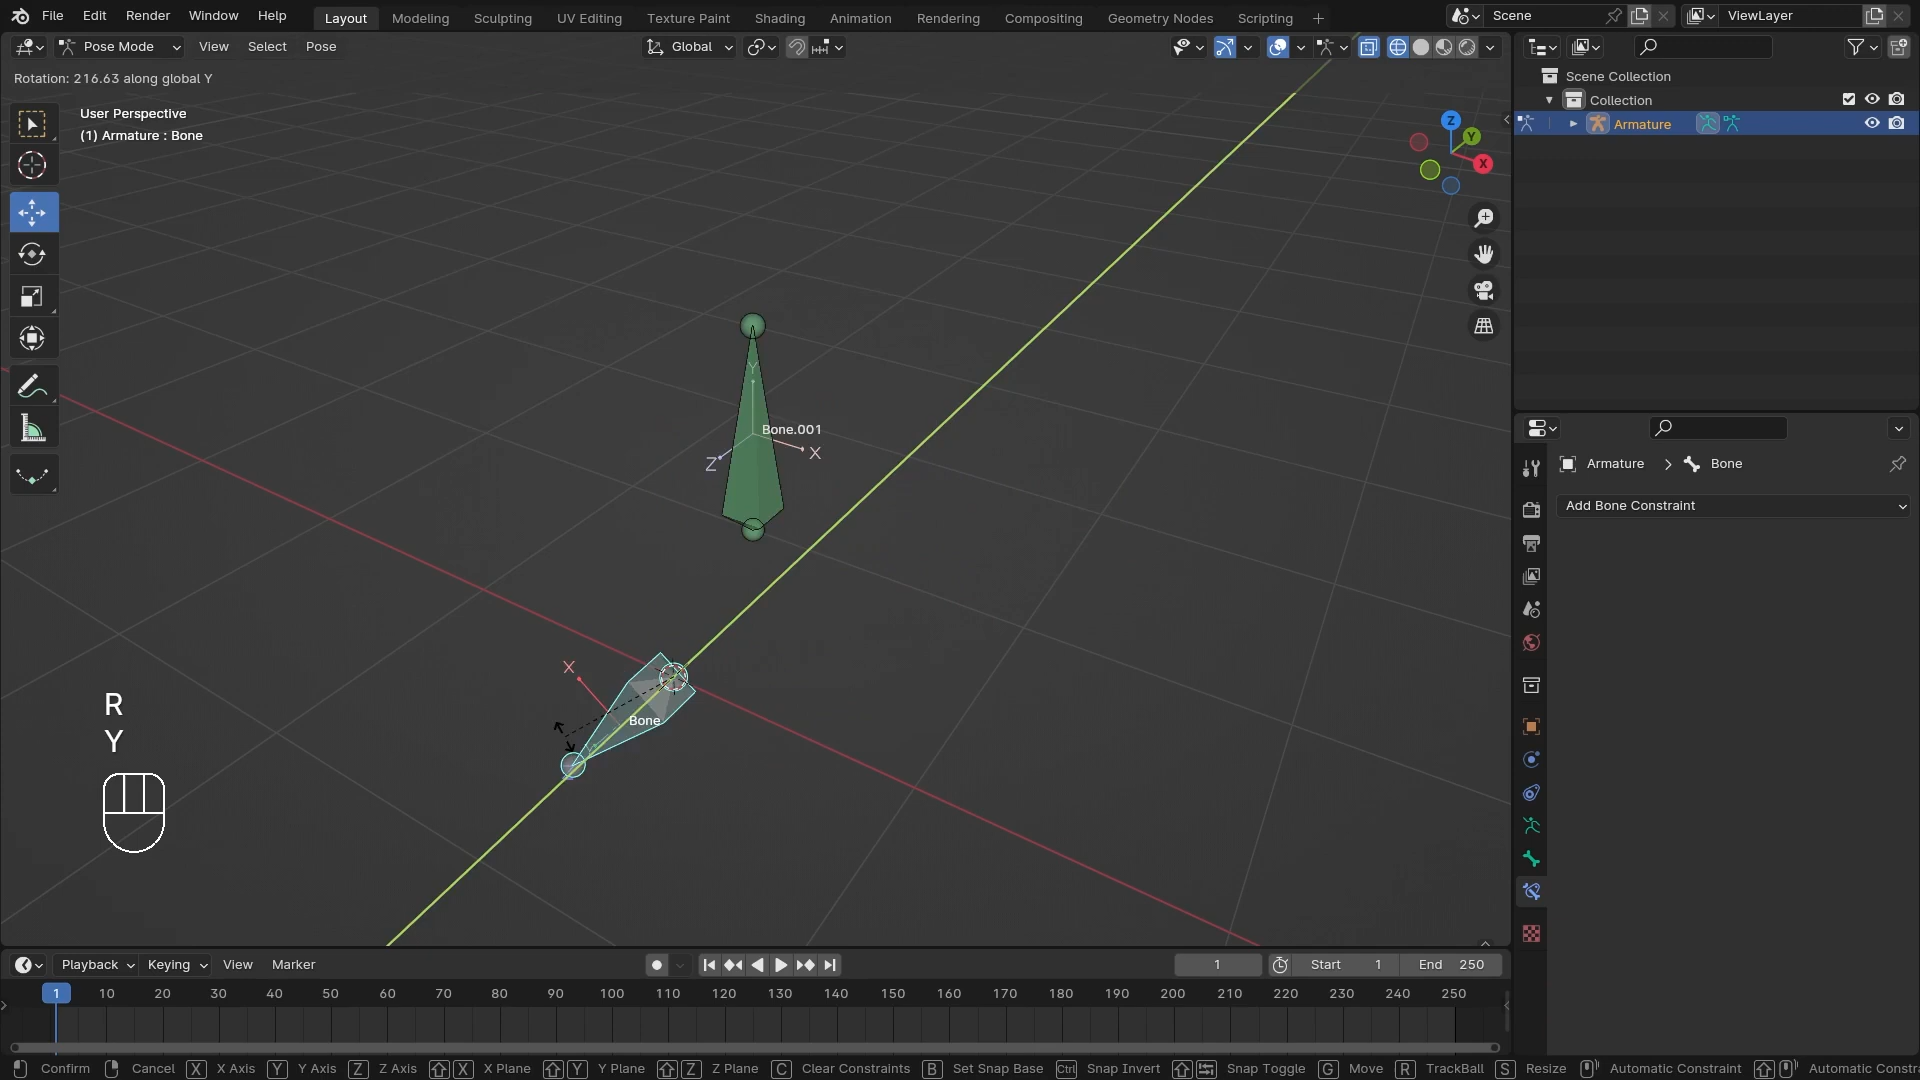 File Edit Render Window Help Layout Modeling Sculpting UV Editing Texture Paint Shading Animation Rendering Compositing Geometry Nodes Scripting + Scene ViewLayer
Pose Mode View Select Pose Global
Rotation: 216.63 along global Y
Scene Collection
Collection
Armature
User Perspective
(1) Armature : Bone
Z
Y
X
Y
Bone.001
X
Z
Armature > Bone
Add Bone Constraint
X
Bone
Y
R
Y
Playback Keying View Marker 1 Start 1 End 250
1 10 20 30 40 50 60 70 80 90 100 110 120 130 140 150 160 170 180 190 200 210 220 230 240 250
Confirm Cancel X X Axis Y Y Axis Z Z Axis X X Plane Y Y Plane Z Z Plane C Clear Constraints B Set Snap Base Ctrl Snap Invert Snap Toggle G Move R TrackBall S Resize Automatic Constraint Automatic Constra